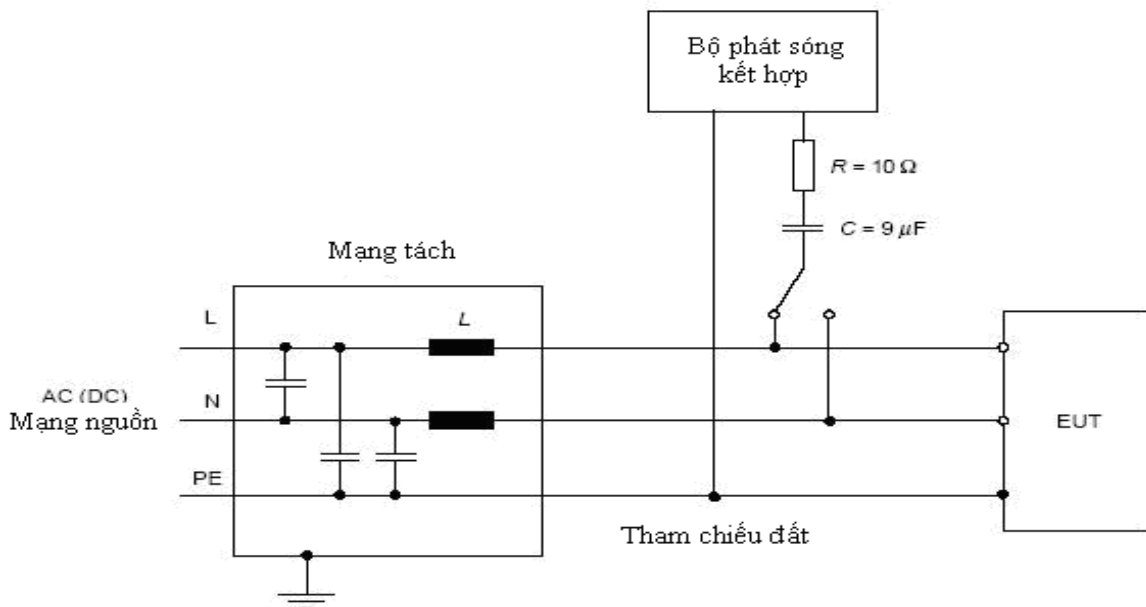 Bộ phát sóng
kết hợp
R = 10 Ω
C = 9 µF
Mạng tách
L
L
AC (DC)
N
Mạng nguồn
EUT
PE
Tham chiếu đất